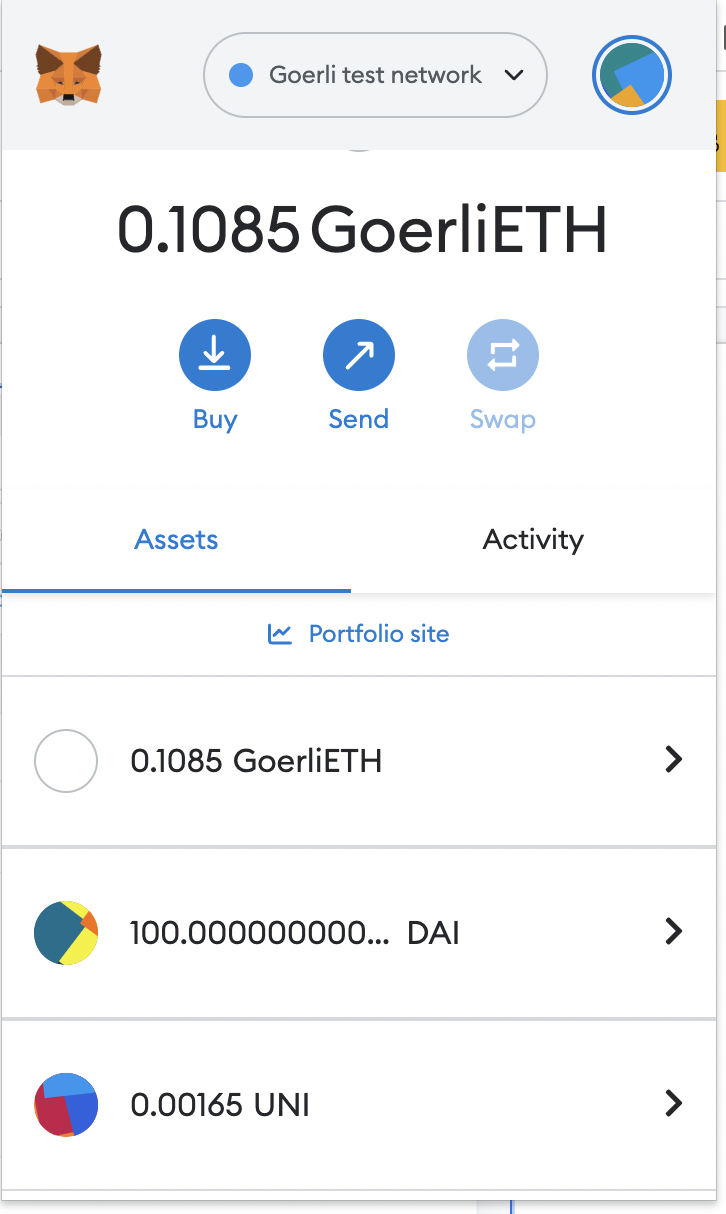 Goerli test network
0.1085 GoerliETH
Buy Send Swap
Assets Activity
Portfolio site
0.1085 GoerliETH
100.000000000... DAI
0.00165 UNI